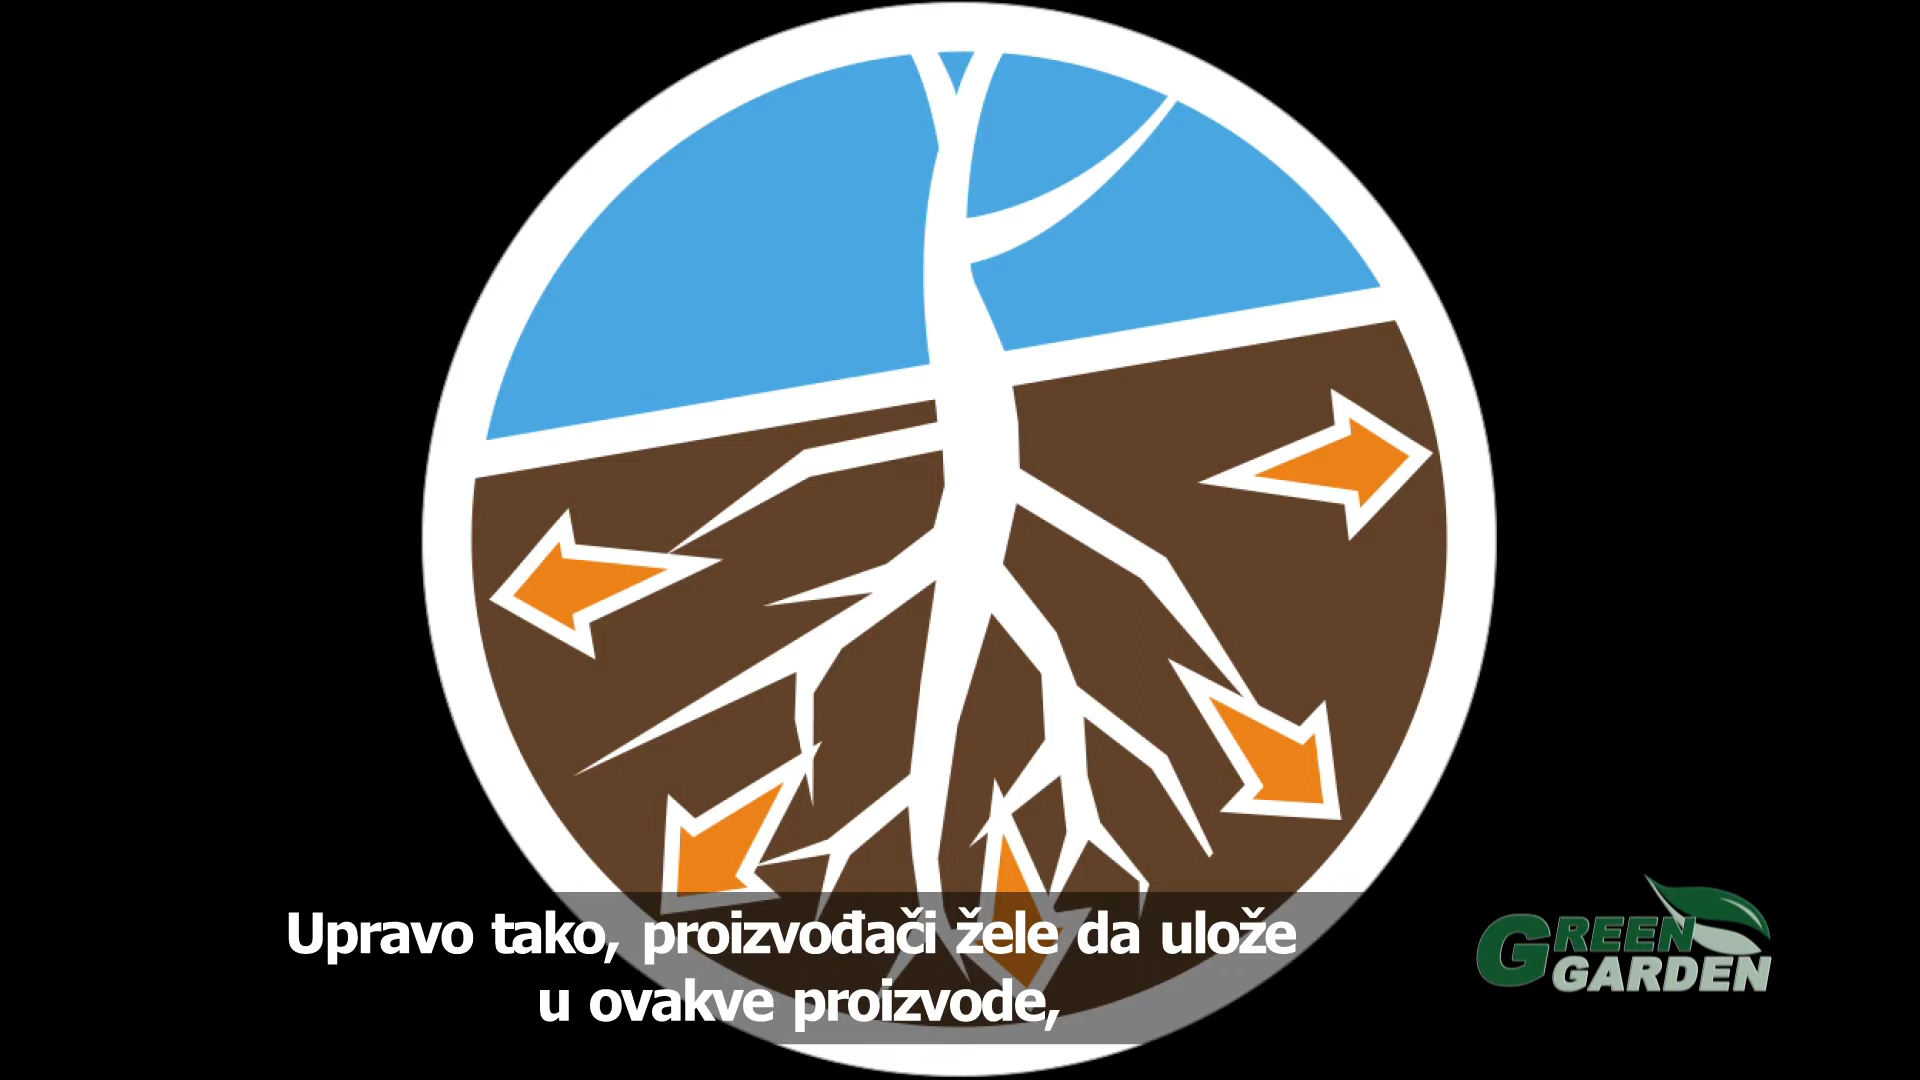 Upravo tako, proizvođači žele da ulože
u ovakve proizvode,
GREEN
GARDEN